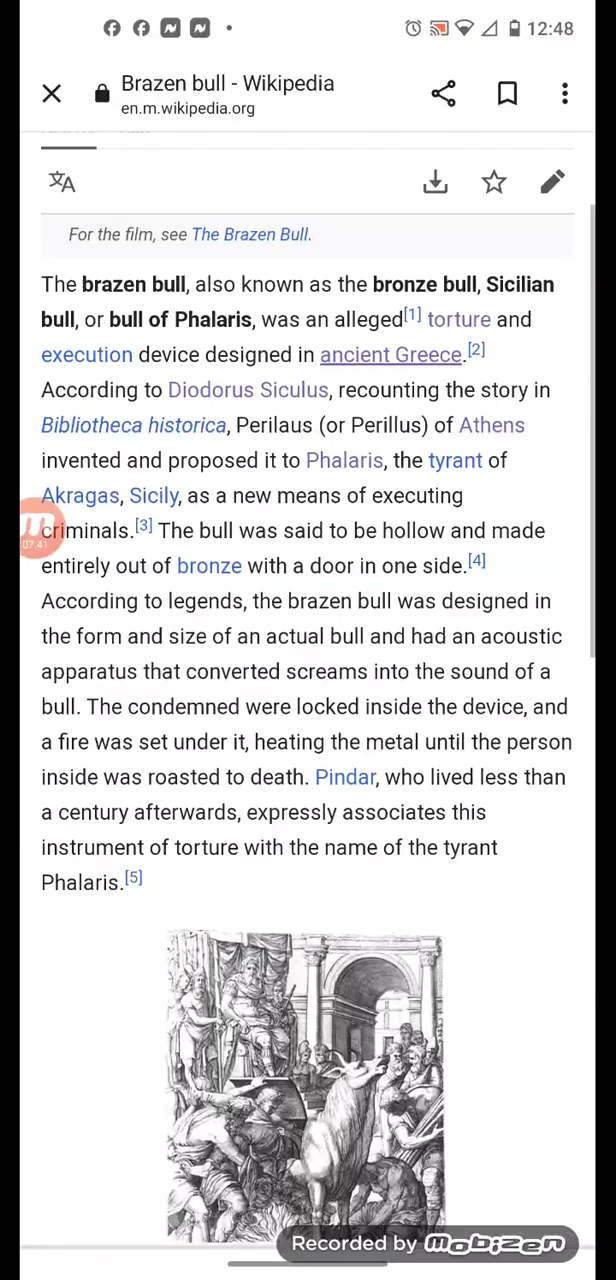 12:48
Brazen bull - Wikipedia
en.m.wikipedia.org
For the film, see The Brazen Bull.
The brazen bull, also known as the bronze bull, Sicilian
bull, or bull of Phalaris, was an alleged[1] torture and
execution device designed in ancient Greece.[2]
According to Diodorus Siculus, recounting the story in
Bibliotheca historica, Perilaus (or Perillus) of Athens
invented and proposed it to Phalaris, the tyrant of
Akragas, Sicily, as a new means of executing
criminals.[3] The bull was said to be hollow and made
07:41
entirely out of bronze with a door in one side.[4]
According to legends, the brazen bull was designed in
the form and size of an actual bull and had an acoustic
apparatus that converted screams into the sound of a
bull. The condemned were locked inside the device, and
a fire was set under it, heating the metal until the person
inside was roasted to death. Pindar, who lived less than
a century afterwards, expressly associates this
instrument of torture with the name of the tyrant
Phalaris.[5]
Recorded by mobizen